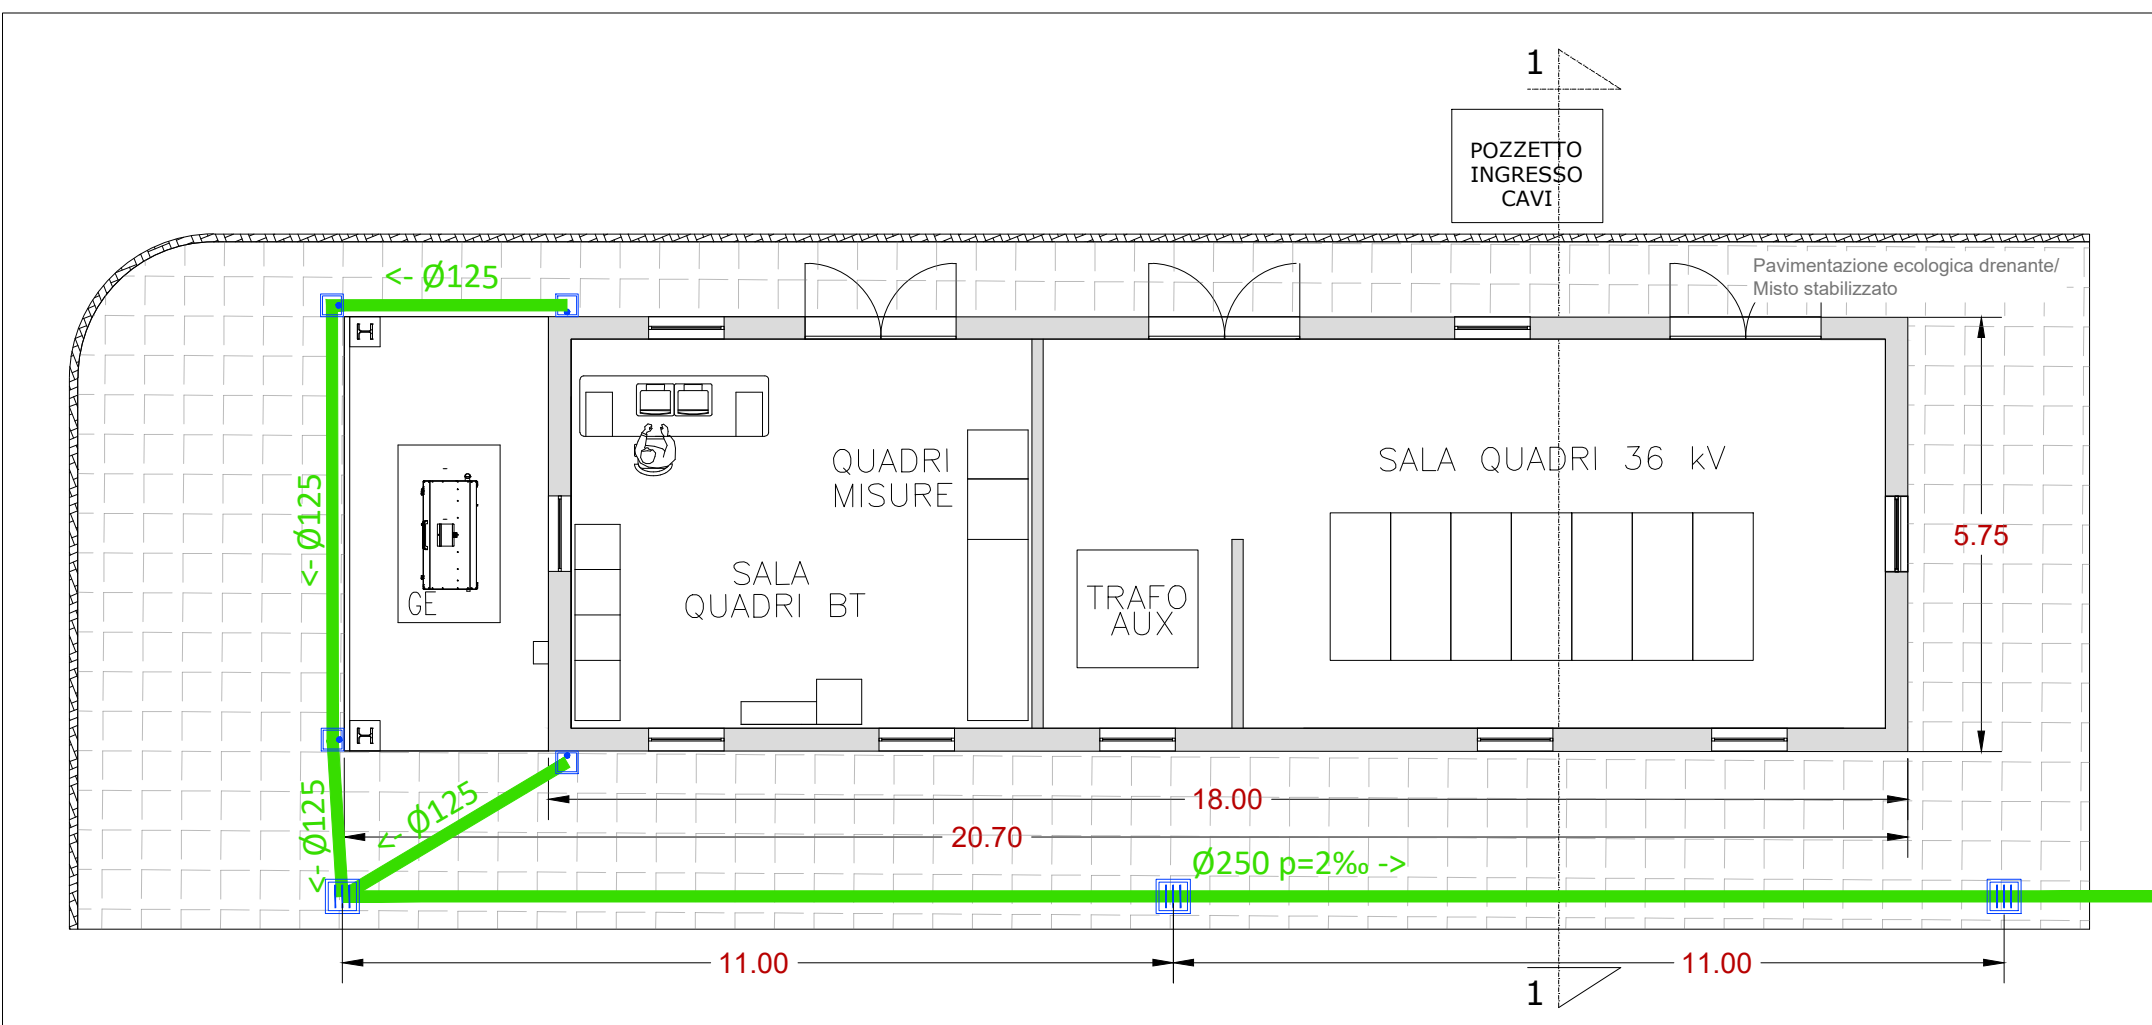 1
POZZETTO
INGRESSO
CAVI
Pavimentazione ecologica drenante/
Misto stabilizzato
<- Ø125
QUADRI
MISURE
SALA QUADRI 36 kV
<- Ø125
5.75
SALA
QUADRI BT
GE
TRAFO
AUX
<- Ø125
<- Ø125
18.00
20.70
Ø250 p=2‰ ->
11.00
11.00
1